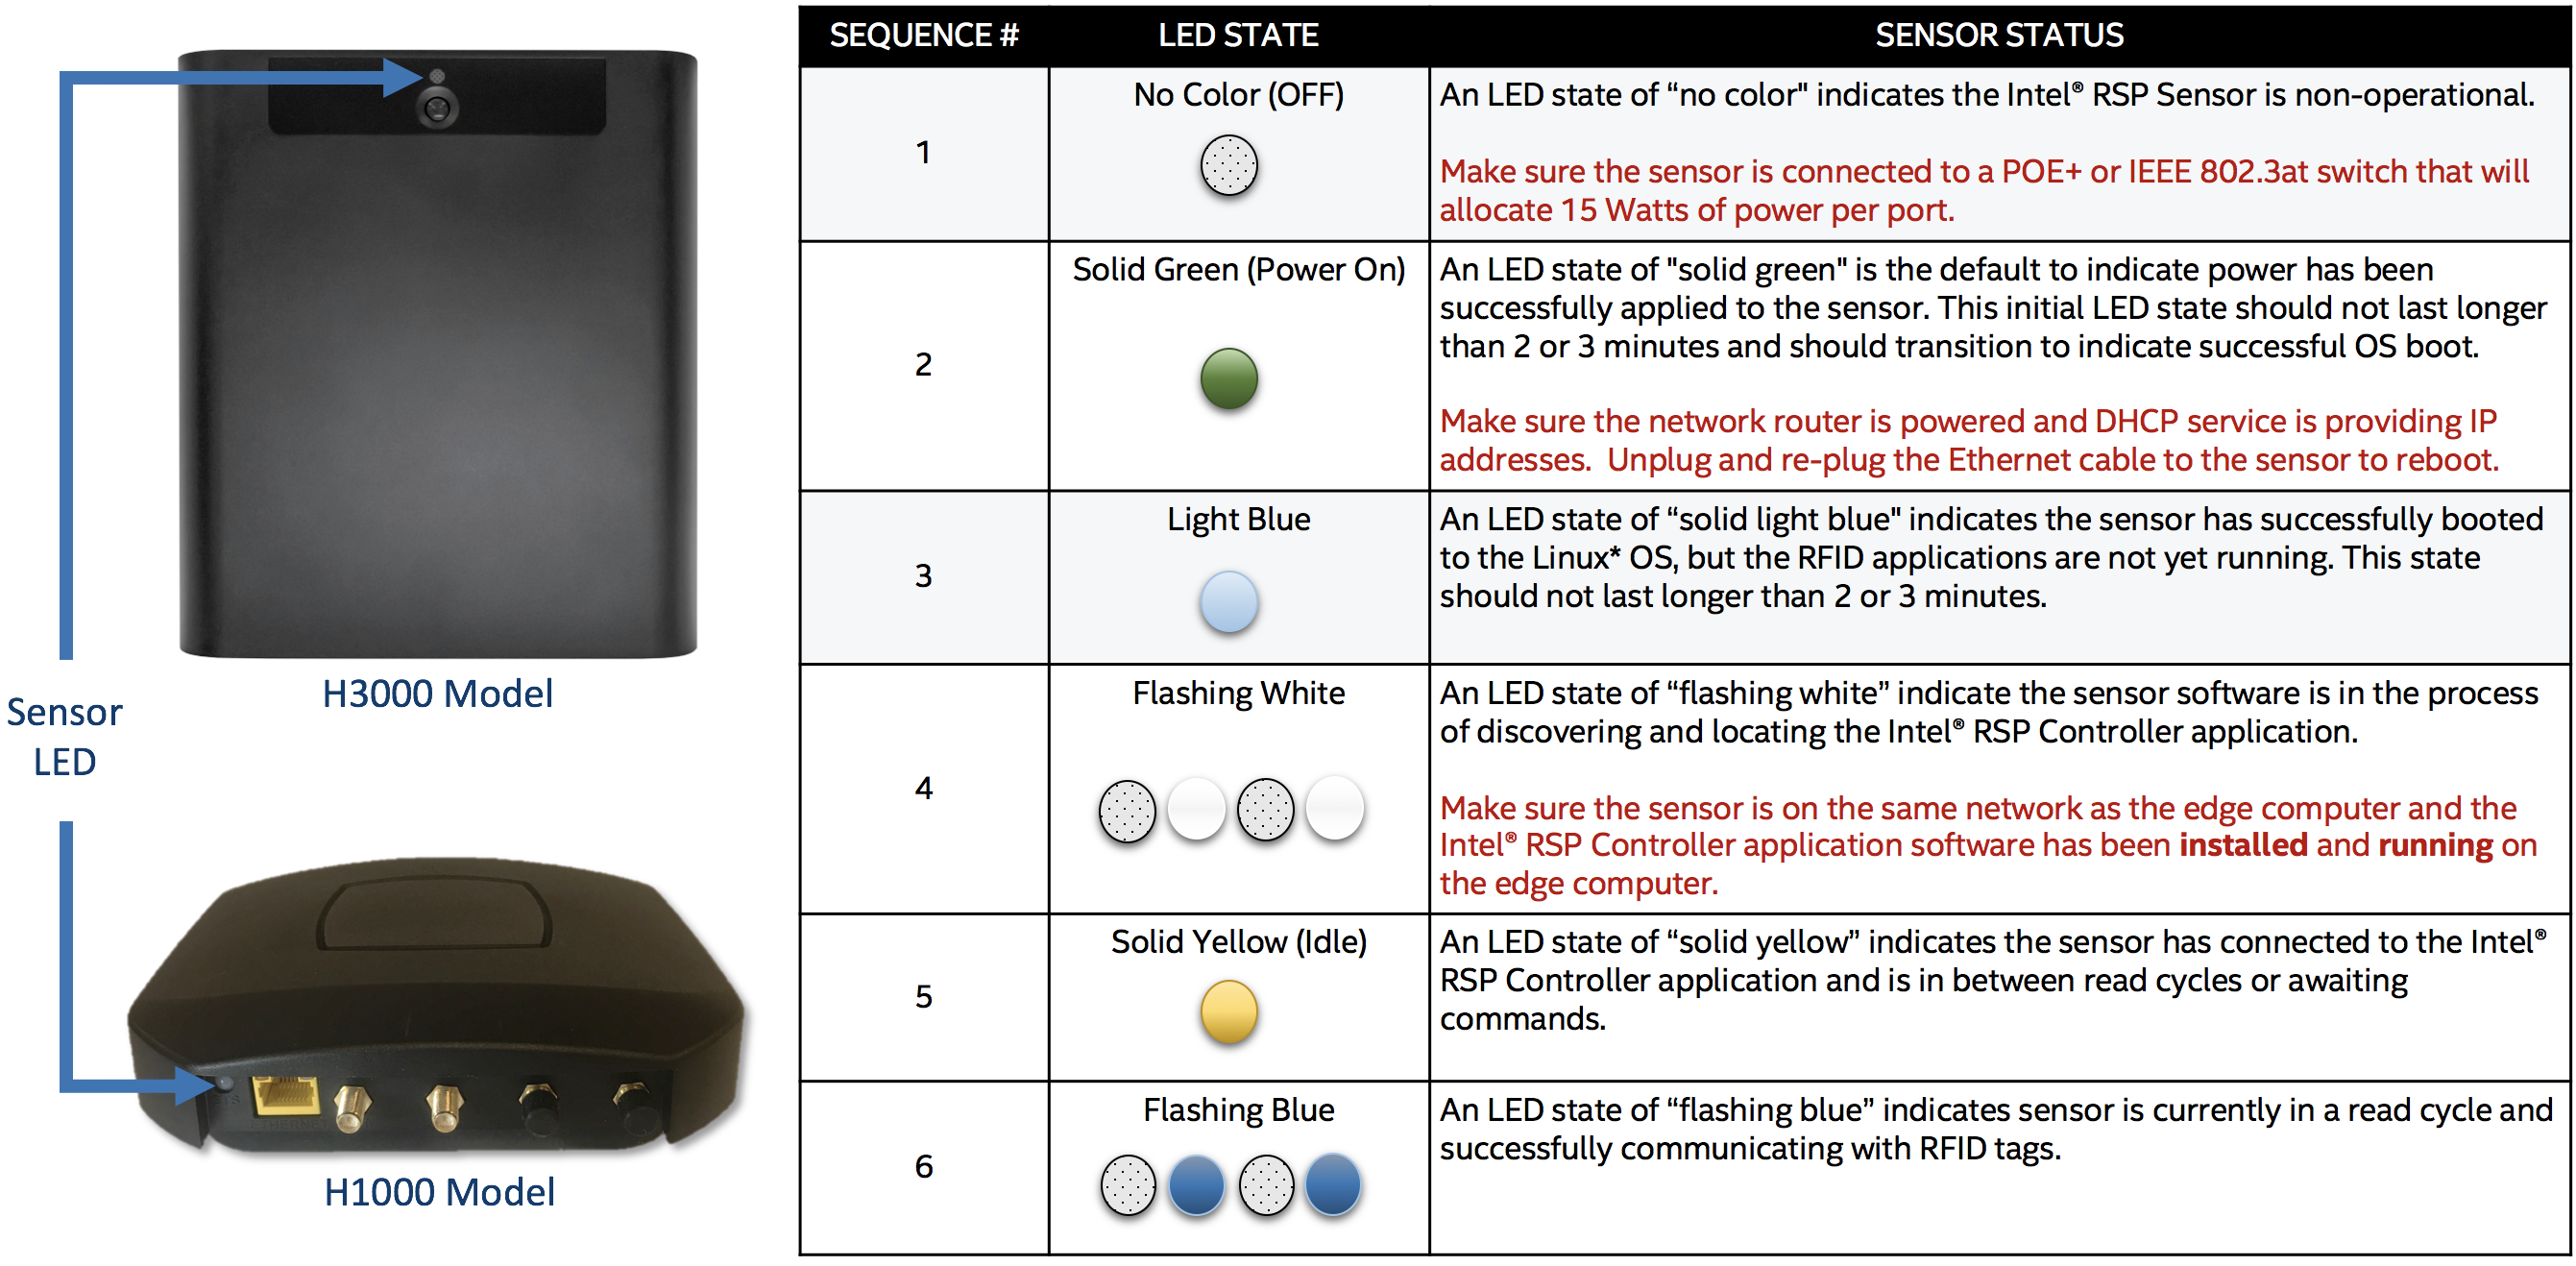 H3000 Model
Sensor
LED
H1000 Model
SEQUENCE # LED STATE SENSOR STATUS
1
No Color (OFF)
An LED state of “no color" indicates the Intel® RSP Sensor is non-operational.
Make sure the sensor is connected to a POE+ or IEEE 802.3at switch that will
allocate 15 Watts of power per port.
2
Solid Green (Power On)
An LED state of "solid green" is the default to indicate power has been
successfully applied to the sensor. This initial LED state should not last longer
than 2 or 3 minutes and should transition to indicate successful OS boot.
Make sure the network router is powered and DHCP service is providing IP
addresses.  Unplug and re-plug the Ethernet cable to the sensor to reboot.
3
Light Blue
An LED state of “solid light blue" indicates the sensor has successfully booted
to the Linux* OS, but the RFID applications are not yet running. This state
should not last longer than 2 or 3 minutes.
4
Flashing White
An LED state of “flashing white” indicate the sensor software is in the process
of discovering and locating the Intel® RSP Controller application.
Make sure the sensor is on the same network as the edge computer and the
Intel® RSP Controller application software has been installed and running on
the edge computer.
5
Solid Yellow (Idle)
An LED state of “solid yellow” indicates the sensor has connected to the Intel®
RSP Controller application and is in between read cycles or awaiting
commands.
6
Flashing Blue
An LED state of “flashing blue” indicates sensor is currently in a read cycle and
successfully communicating with RFID tags.